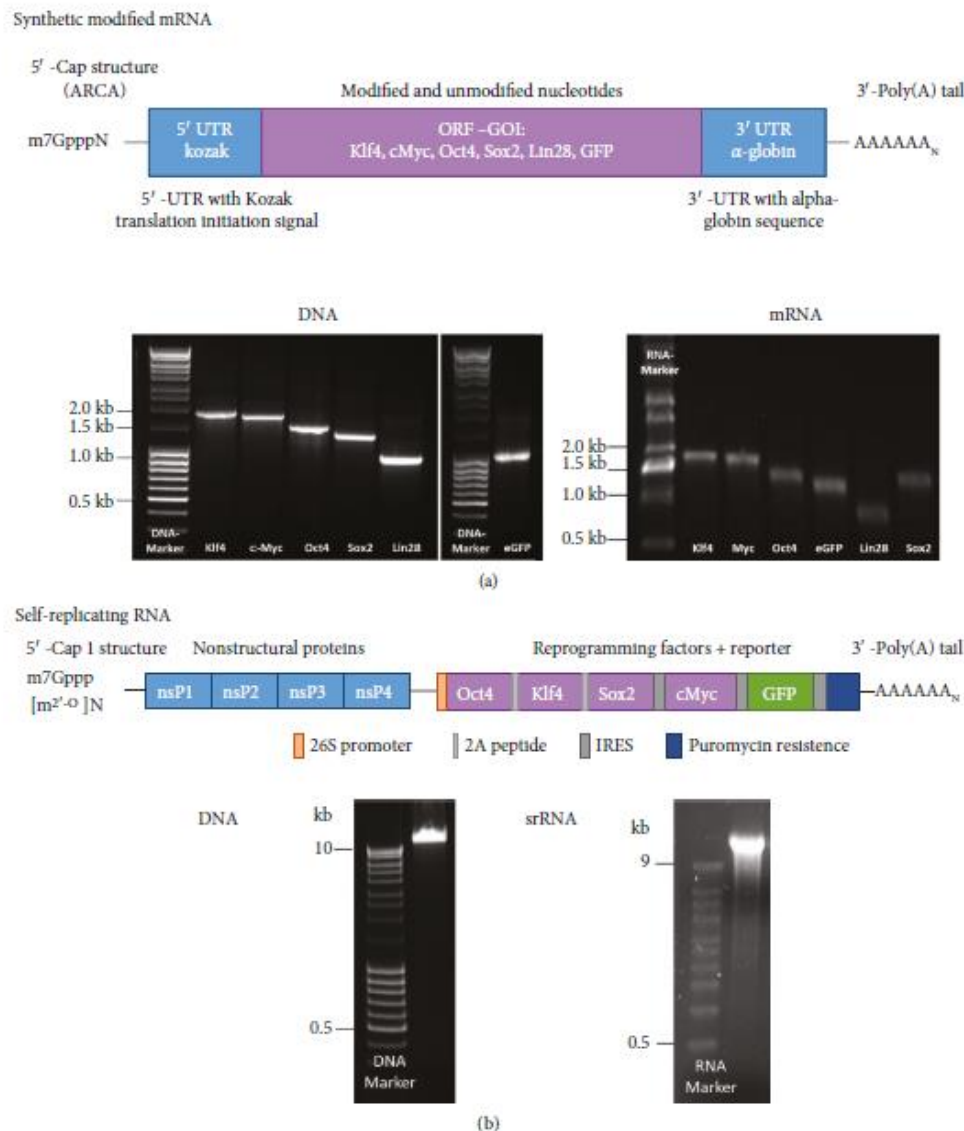 Synthetic modified mRNA
5′ -Cap structure
(ARCA)
Modified and unmodified nucleotides
3′-Poly(A) tail
m7GpppN
5′ UTR
kozak
ORF –GOI:
Klf4, cMyc, Oct4, Sox2, Lin28, GFP
3′ UTR
α-globin
AAAAAA_N
5′ -UTR with Kozak
translation initiation signal
3′ -UTR with alpha-
globin sequence
DNA
2.0 kb
1.5 kb
1.0 kb
0.5 kb
DNA-
Marker
Klf4
c-Myc
Oct4
Sox2
Lin28
DNA-
Marker
eGFP
mRNA
RNA-
Marker
2.0 kb
1.5 kb
1.0 kb
0.5 kb
Klf4
Myc
Oct4
eGFP
Lin28
Sox2
(a)
Self-replicating RNA
5′ -Cap 1 structure
Nonstructural proteins
Reprogramming factors + reporter
3′ -Poly(A) tail
m7Gppp
[m2′-O ]N
nsP1
nsP2
nsP3
nsP4
Oct4
Klf4
Sox2
cMyc
GFP
AAAAAA_N
26S promoter
2A peptide
IRES
Puromycin resistence
DNA
kb
10
0.5
DNA
Marker
srRNA
kb
9
0.5
RNA
Marker
(b)